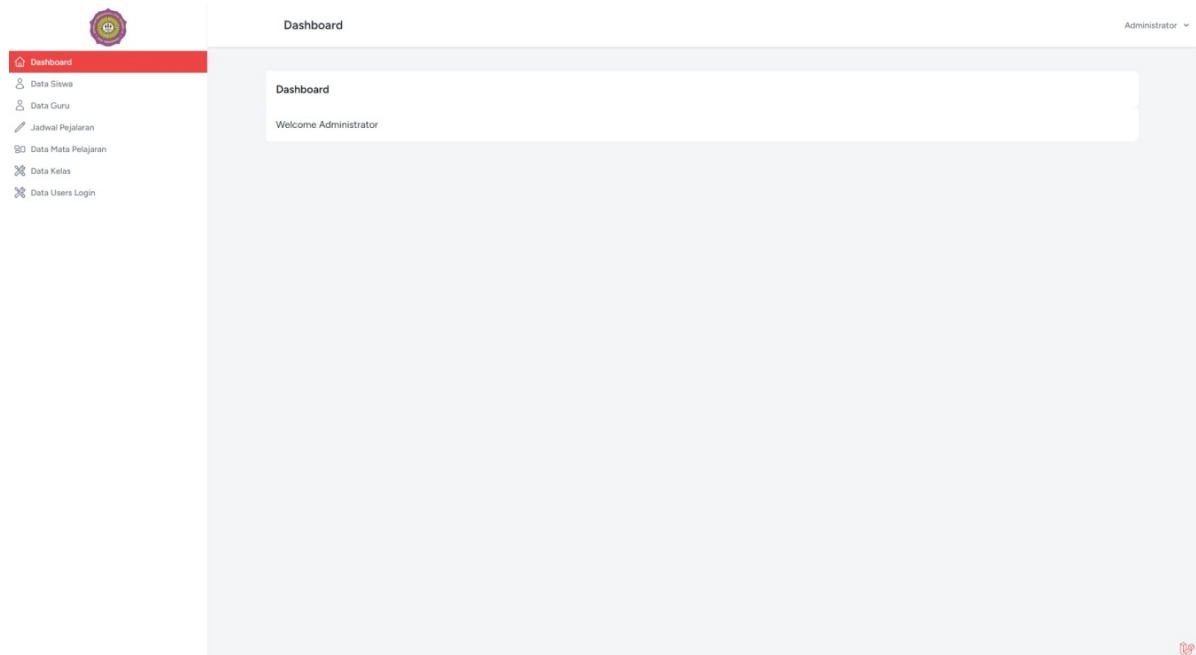 Dashboard
Administrator
Dashboard
Data Siswa
Data Guru
Jadwal Pejalaran
Data Mata Pelajaran
Data Kelas
Data Users Login
Dashboard
Welcome Administrator